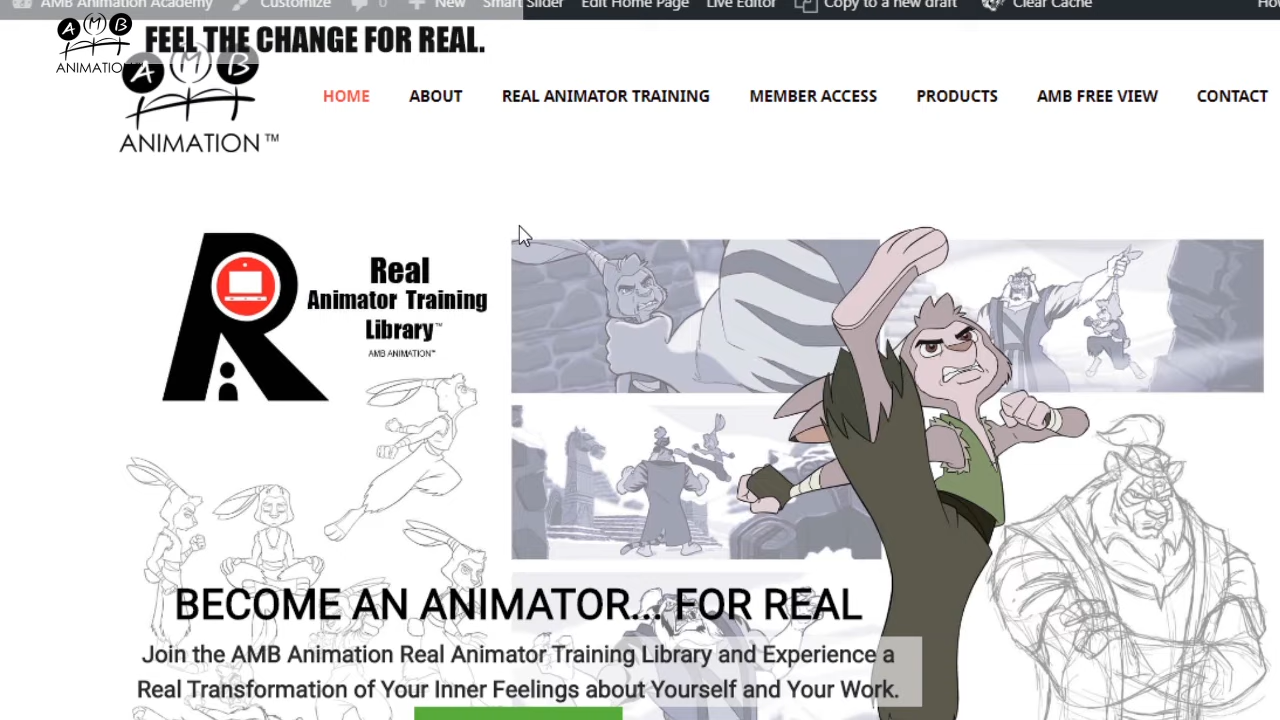 AMB Animation Academy Customize 0 New Smart Slider Edit Home Page Live Editor Copy to a new draft Clear Cache How
A M B
ANIMATIO
FEEL THE CHANGE FOR REAL.
A M B
ANIMATION™
HOME ABOUT REAL ANIMATOR TRAINING MEMBER ACCESS PRODUCTS AMB FREE VIEW CONTACT
Real
Animator Training
Library™
AMB ANIMATION™
BECOME AN ANIMATOR... FOR REAL
Join the AMB Animation Real Animator Training Library and Experience a
Real Transformation of Your Inner Feelings about Yourself and Your Work.